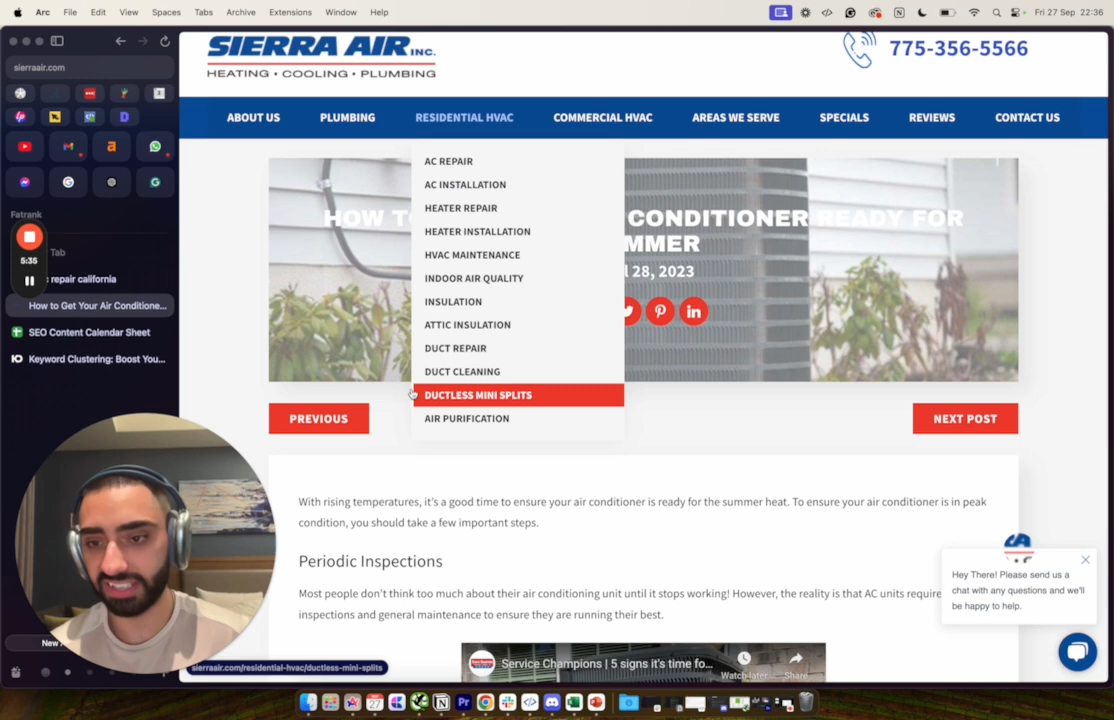 Arc File Edit View Spaces Tabs Archive Extensions Window Help Fri 27 Sep 22:36
sierraair.com
Fatrank
5:35
Tab
repair california
How to Get Your Air Conditione...
SEO Content Calendar Sheet
Keyword Clustering: Boost You...
New
SIERRA AIR INC.
HEATING • COOLING • PLUMBING
775-356-5566
ABOUT US PLUMBING RESIDENTIAL HVAC COMMERCIAL HVAC AREAS WE SERVE SPECIALS REVIEWS CONTACT US
AC REPAIR
AC INSTALLATION
HEATER REPAIR
HEATER INSTALLATION
HVAC MAINTENANCE
INDOOR AIR QUALITY
INSULATION
ATTIC INSULATION
DUCT REPAIR
DUCT CLEANING
DUCTLESS MINI SPLITS
AIR PURIFICATION
HOW T CONDITIONER READY FOR
MMER
28, 2023
PREVIOUS
NEXT POST
With rising temperatures, it's a good time to ensure your air conditioner is ready for the summer heat. To ensure your air conditioner is in peak
condition, you should take a few important steps.
Periodic Inspections
Most people don't think too much about their air conditioning unit until it stops working! However, the reality is that AC units require
inspections and general maintenance to ensure they are running their best.
Service Champions | 5 signs it's time fo...
Watch later
Share
Hey There! Please send us a
chat with any questions and we'll
be happy to help.
sierraair.com/residential-hvac/ductless-mini-splits